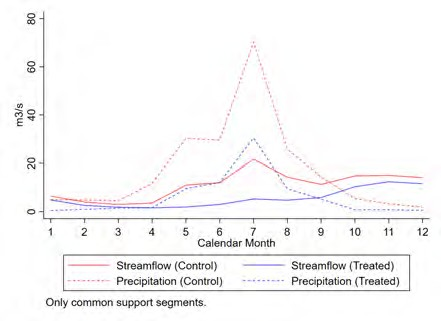 80
60
40
20
0
m3/s
1 2 3 4 5 6 7 8 9 10 11 12
Calendar Month
Streamflow (Control) Streamflow (Treated)
Precipitation (Control) Precipitation (Treated)
Only common support segments.